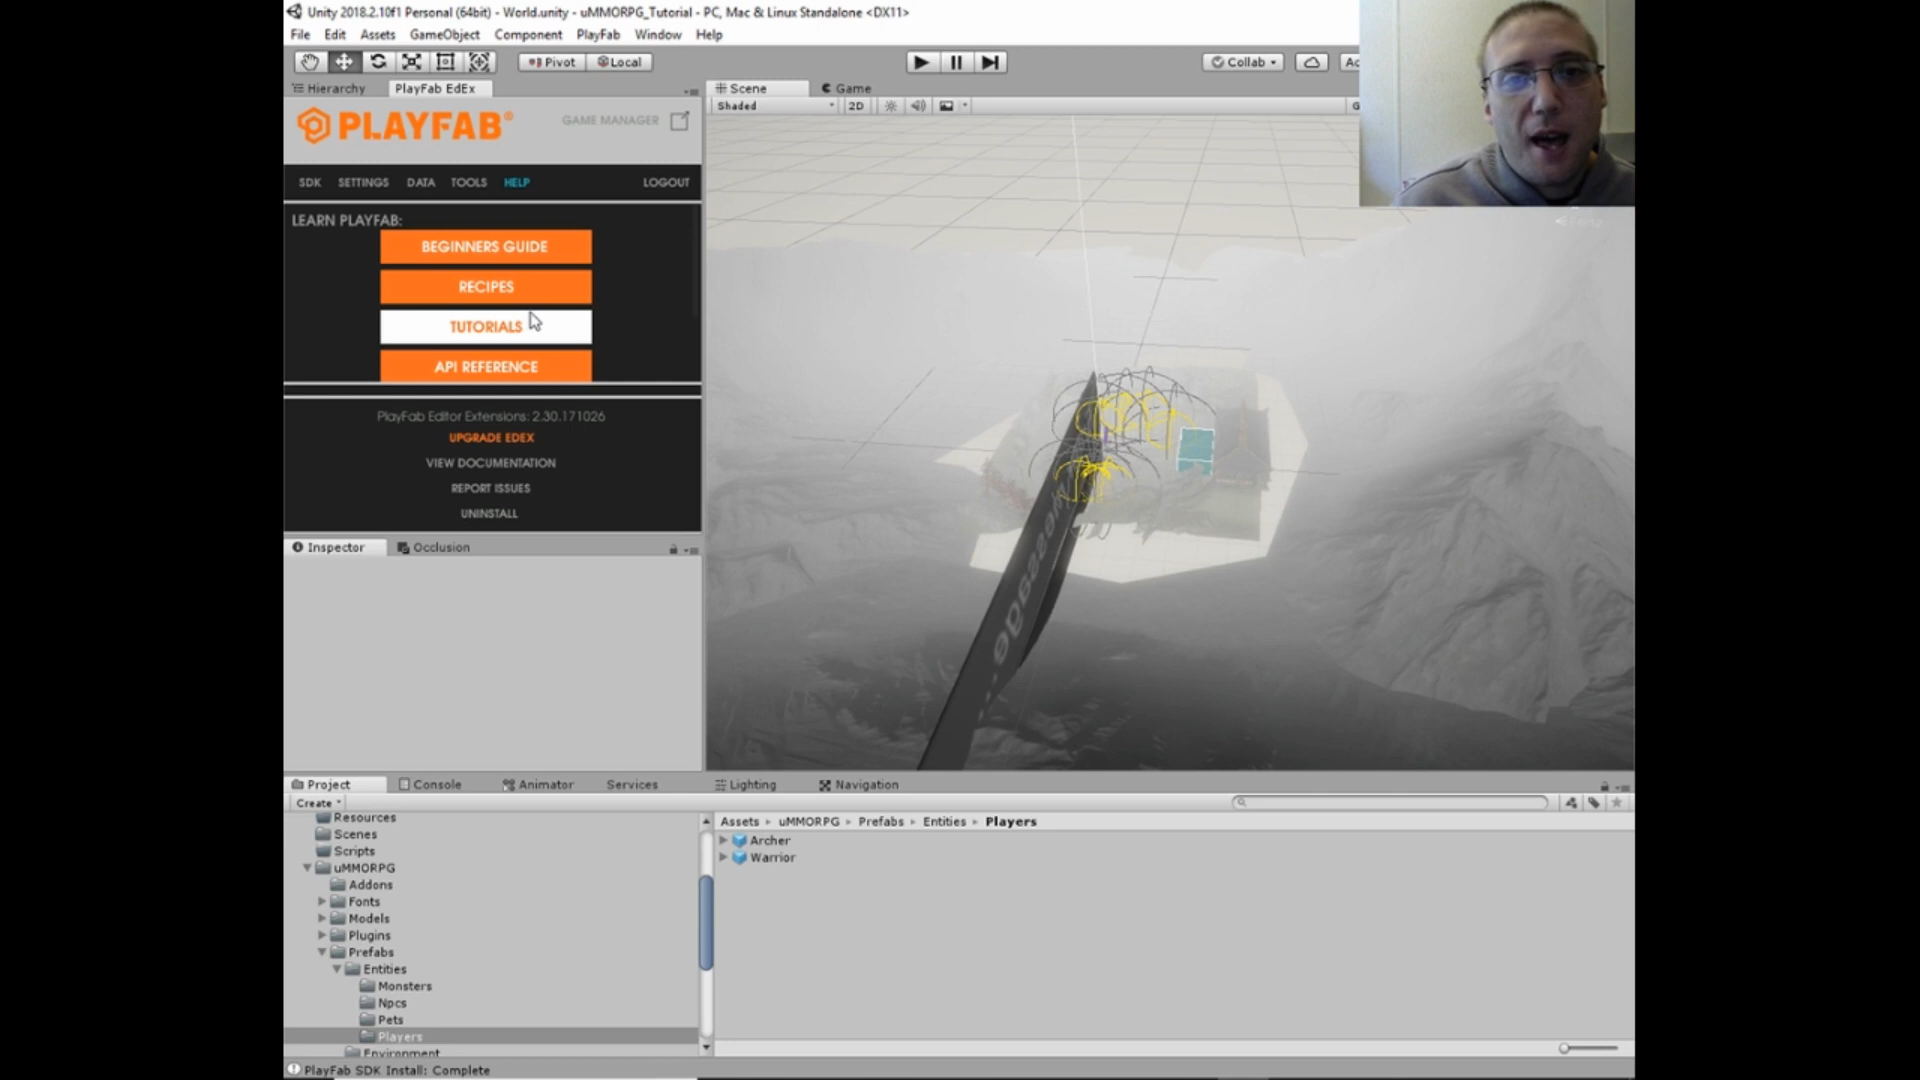 Unity 2018.2.10f1 Personal (64bit) - World.unity - uMMORPG_Tutorial - PC, Mac & Linux Standalone <DX11>
File Edit Assets GameObject Component PlayFab Window Help
Pivot Local Collab Ac
Hierarchy PlayFab EdEx Scene Game
Shaded 2D G
PLAYFAB GAME MANAGER
SDK SETTINGS DATA TOOLS HELP LOGOUT
LEARN PLAYFAB:
BEGINNERS GUIDE
RECIPES
TUTORIALS
API REFERENCE
PlayFab Editor Extensions: 2.30.171026
UPGRADE EDEX
VIEW DOCUMENTATION
REPORT ISSUES
UNINSTALL
Message
Inspector Occlusion
Project Console Animator Services Lighting Navigation
Create
Assets uMMORPG Prefabs Entities Players
Archer
Warrior
Resources
Scenes
Scripts
uMMORPG
Addons
Fonts
Models
Plugins
Prefabs
Entities
Monsters
Npcs
Pets
Players
Environment
PlayFab SDK Install: Complete